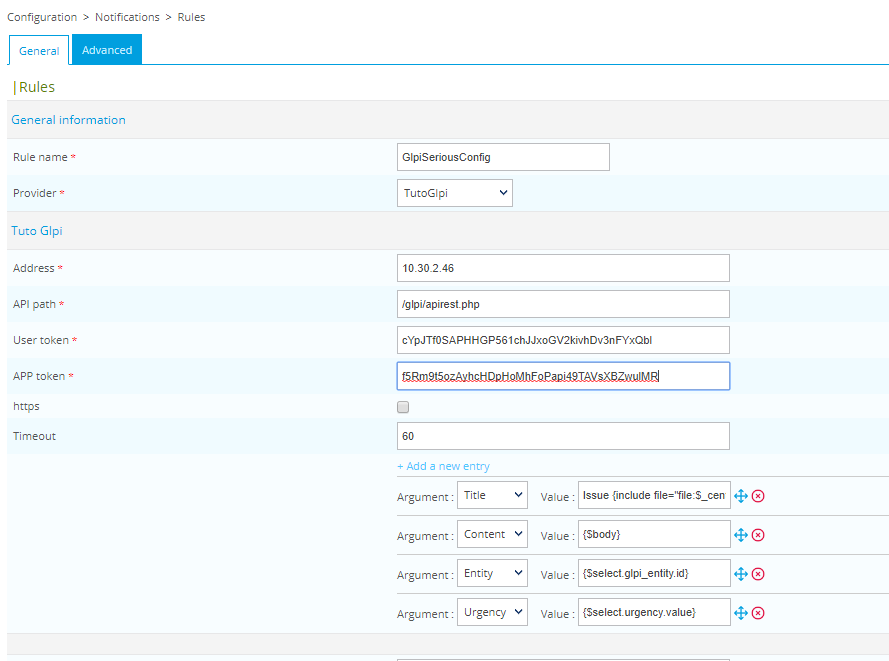 Configuration > Notifications > Rules
General Advanced
Rules
General information
Rule name * GlpiSeriousConfig
Provider * TutoGlpi
Tuto Glpi
Address * 10.30.2.46
API path * /glpi/apirest.php
User token * cYpJTf0SAPHHGP561chJJxoGV2kivhDv3nFYxQbl
APP token * f5Rm9t5ozAyhcHDpHoMhFoPapi49TAVsXBZwuIMR
https
Timeout 60
+ Add a new entry
Argument : Title Value : Issue {include file="file:$_cen
Argument : Content Value : {$body}
Argument : Entity Value : {$select.glpi_entity.id}
Argument : Urgency Value : {$select.urgency.value}